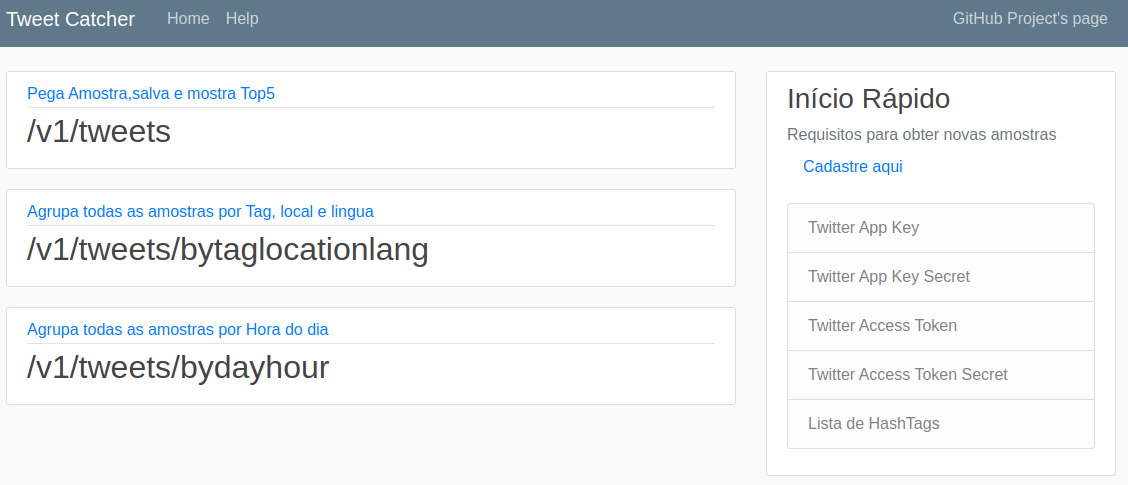 Tweet Catcher Home Help GitHub Project's page
Pega Amostra,salva e mostra Top5
/v1/tweets
Agrupa todas as amostras por Tag, local e lingua
/v1/tweets/bytaglocationlang
Agrupa todas as amostras por Hora do dia
/v1/tweets/bydayhour
Início Rápido
Requisitos para obter novas amostras
Cadastre aqui
Twitter App Key
Twitter App Key Secret
Twitter Access Token
Twitter Access Token Secret
Lista de HashTags